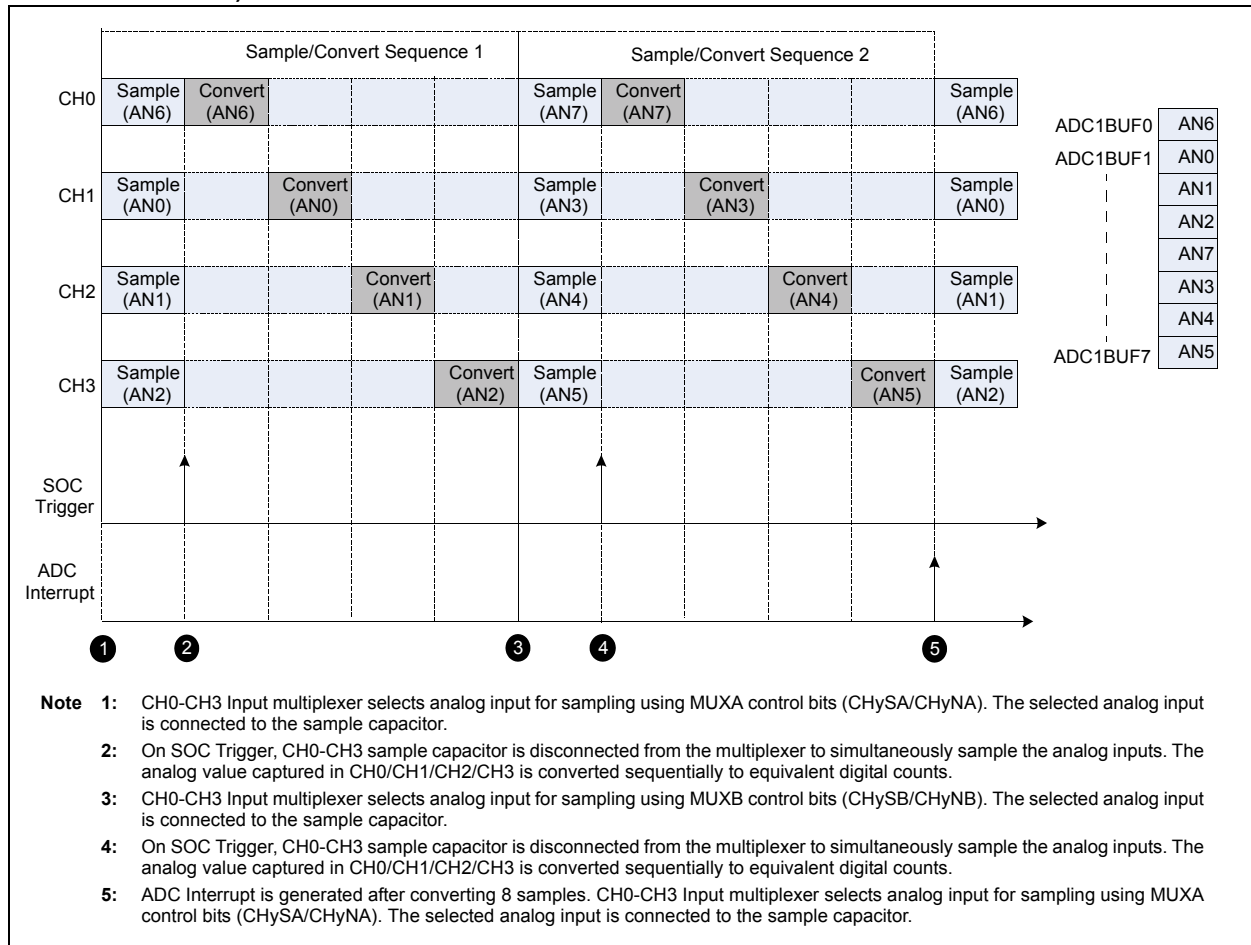 Sample/Convert Sequence 1 Sample/Convert Sequence 2
CH0 Sample (AN6) Convert (AN6) Sample (AN7) Convert (AN7) Sample (AN6)
CH1 Sample (AN0) Convert (AN0) Sample (AN3) Convert (AN3) Sample (AN0)
CH2 Sample (AN1) Convert (AN1) Sample (AN4) Convert (AN4) Sample (AN1)
CH3 Sample (AN2) Convert (AN2) Sample (AN5) Convert (AN5) Sample (AN2)
ADC1BUF0 AN6
ADC1BUF1 AN0
AN1
AN2
AN7
AN3
AN4
ADC1BUF7 AN5
SOC
Trigger
ADC
Interrupt
1 2 3 4 5
Note 1: CH0-CH3 Input multiplexer selects analog input for sampling using MUXA control bits (CHySA/CHyNA). The selected analog input
is connected to the sample capacitor.
2: On SOC Trigger, CH0-CH3 sample capacitor is disconnected from the multiplexer to simultaneously sample the analog inputs. The
analog value captured in CH0/CH1/CH2/CH3 is converted sequentially to equivalent digital counts.
3: CH0-CH3 Input multiplexer selects analog input for sampling using MUXB control bits (CHySB/CHyNB). The selected analog input
is connected to the sample capacitor.
4: On SOC Trigger, CH0-CH3 sample capacitor is disconnected from the multiplexer to simultaneously sample the analog inputs. The
analog value captured in CH0/CH1/CH2/CH3 is converted sequentially to equivalent digital counts.
5: ADC Interrupt is generated after converting 8 samples. CH0-CH3 Input multiplexer selects analog input for sampling using MUXA
control bits (CHySA/CHyNA). The selected analog input is connected to the sample capacitor.